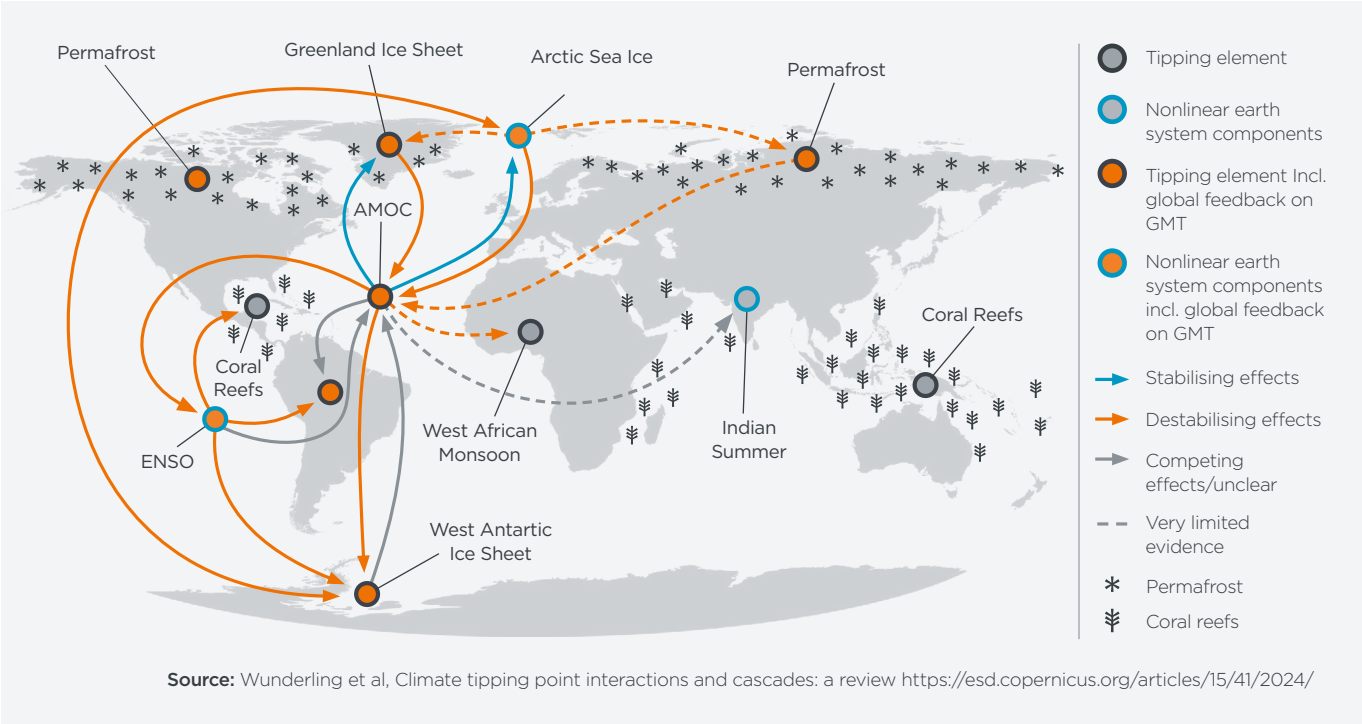 Permafrost
Greenland Ice Sheet
Arctic Sea Ice
Permafrost
AMOC
Coral
Reefs
ENSO
West African
Monsoon
Indian
Summer
Coral Reefs
West Antartic
Ice Sheet
Tipping element
Nonlinear earth
system components
Tipping element Incl.
global feedback on
GMT
Nonlinear earth
system components
incl. global feedback
on GMT
Stabilising effects
Destabilising effects
Competing
effects/unclear
Very limited
evidence
Permafrost
Coral reefs
Source: Wunderling et al, Climate tipping point interactions and cascades: a review https://esd.copernicus.org/articles/15/41/2024/